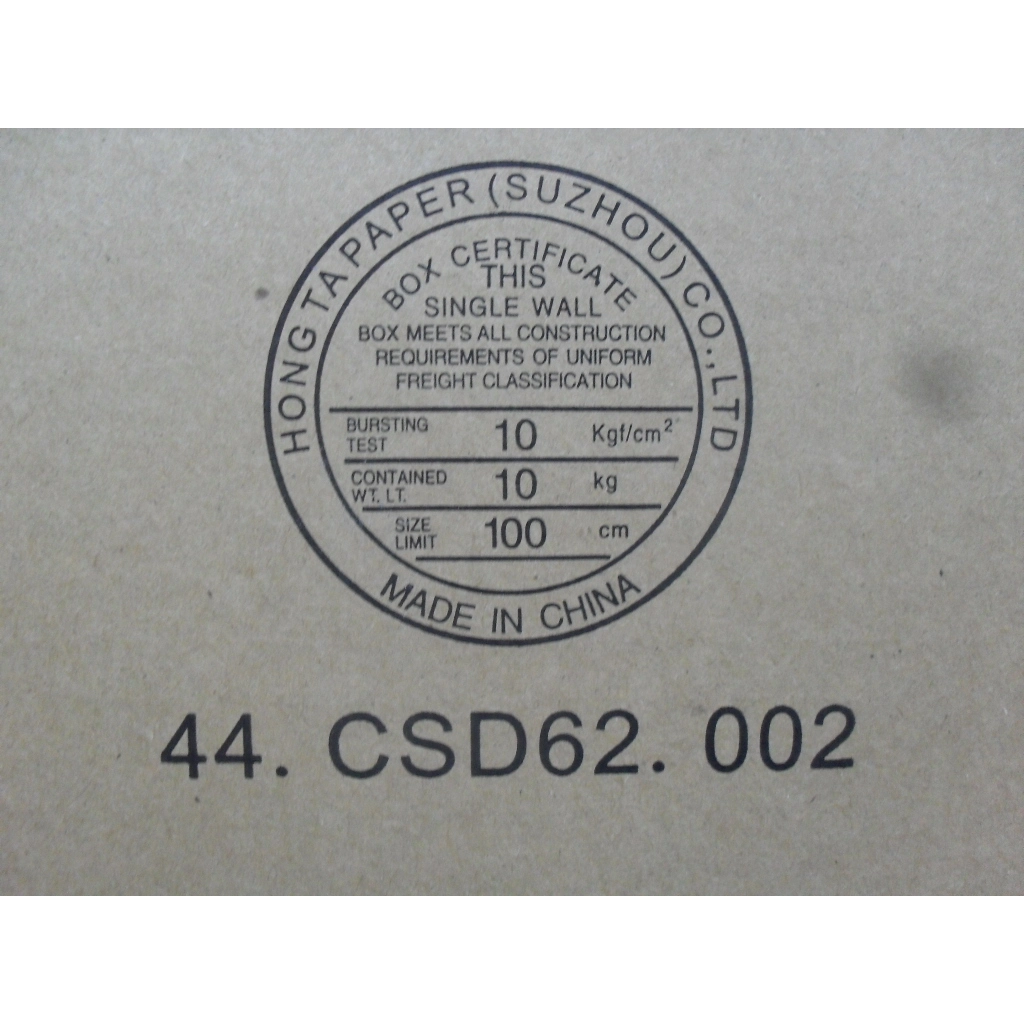 HONG TA PAPER (SUZHOU) CO.,LTD
BOX CERTIFICATE
THIS
SINGLE WALL
BOX MEETS ALL CONSTRUCTION
REQUIREMENTS OF UNIFORM
FREIGHT CLASSIFICATION
BURSTING TEST 10 Kgf/cm²
CONTAINED WT. LT. 10 kg
SIZE LIMIT 100 cm
MADE IN CHINA
44. CSD62. 002